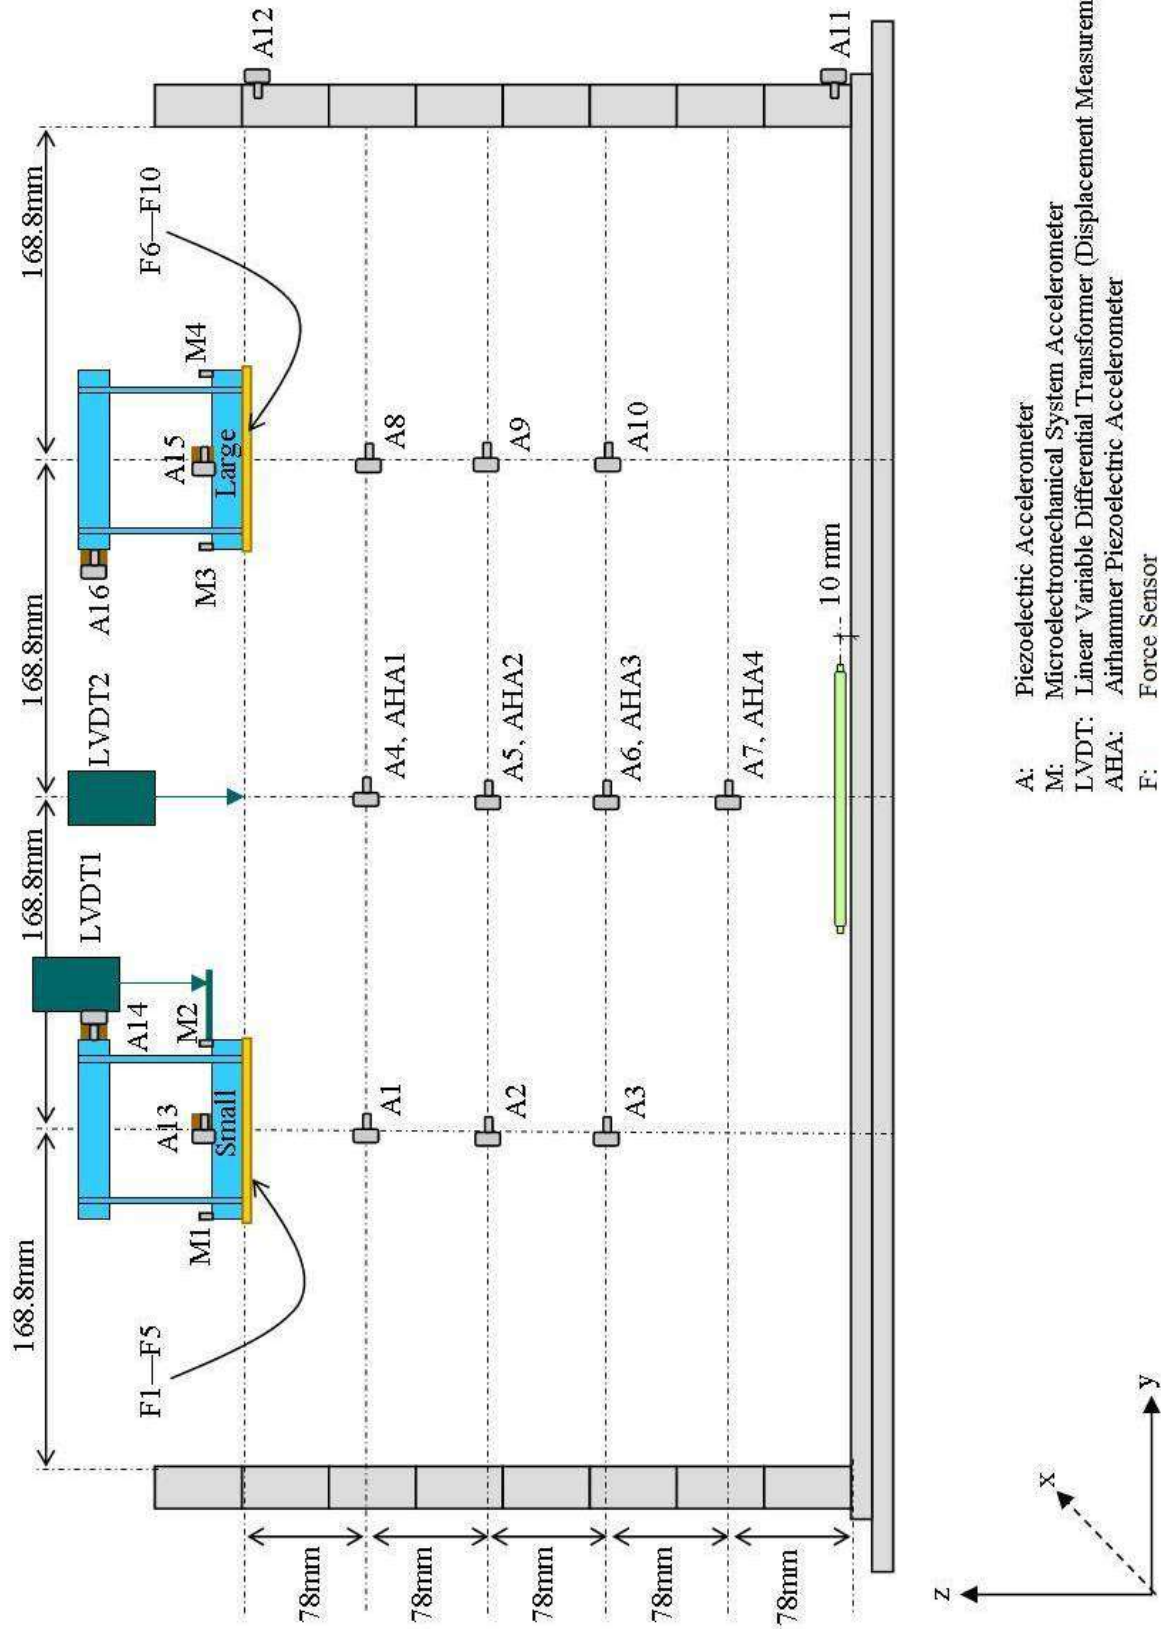 168.8mm
168.8mm
168.8mm
168.8mm
LVDT1
LVDT2
A14
A16
A13
A15
M1
M2
M3
M4
Small
Large
F1—F5
F6—F10
A12
A11
78mm
78mm
78mm
78mm
78mm
A1
A2
A3
A4, AHA1
A5, AHA2
A6, AHA3
A7, AHA4
A8
A9
A10
10 mm
z
x
y
A: Piezoelectric Accelerometer
M: Microelectromechanical System Accelerometer
LVDT: Linear Variable Differential Transformer (Displacement Measurem
AHA: Airhammer Piezoelectric Accelerometer
F: Force Sensor